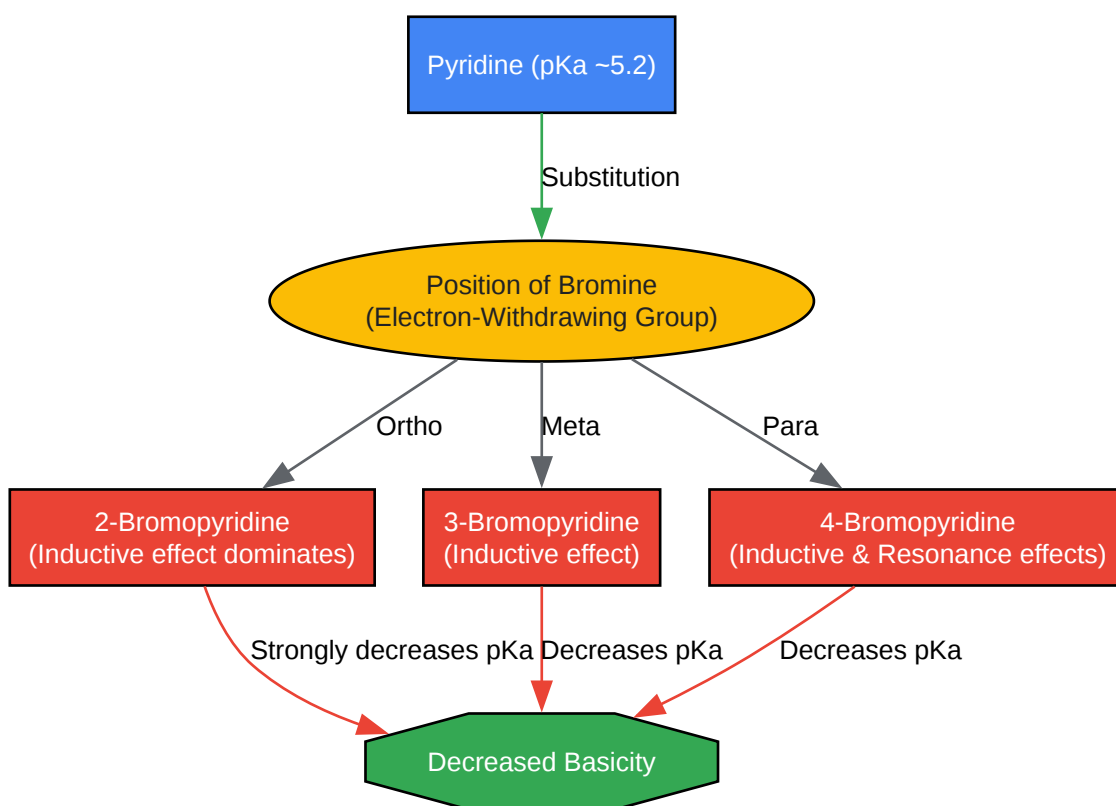 Pyridine (pKa ~5.2)
Substitution
Position of Bromine
(Electron-Withdrawing Group)
Ortho
Meta
Para
2-Bromopyridine
(Inductive effect dominates)
3-Bromopyridine
(Inductive effect)
4-Bromopyridine
(Inductive & Resonance effects)
Strongly decreases pKa
Decreases pKa
Decreases pKa
Decreased Basicity